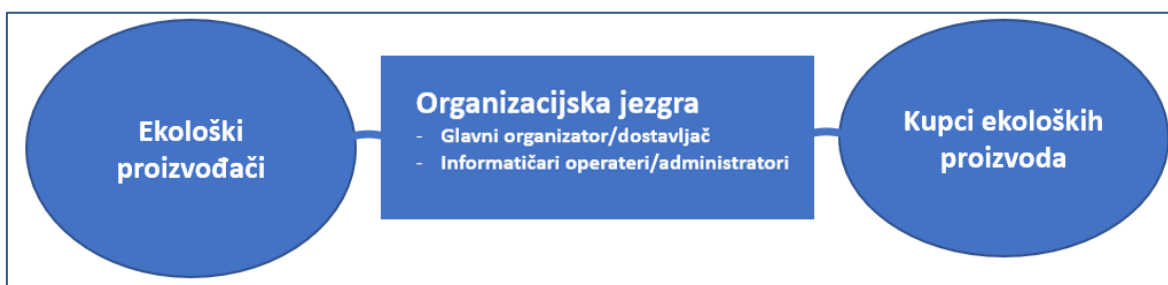 Ekološki
proizvođači
Organizacijska jezgra
- Glavni organizator/dostavljač
- Informatičari operateri/administratori
Kupci ekoloških
proizvoda